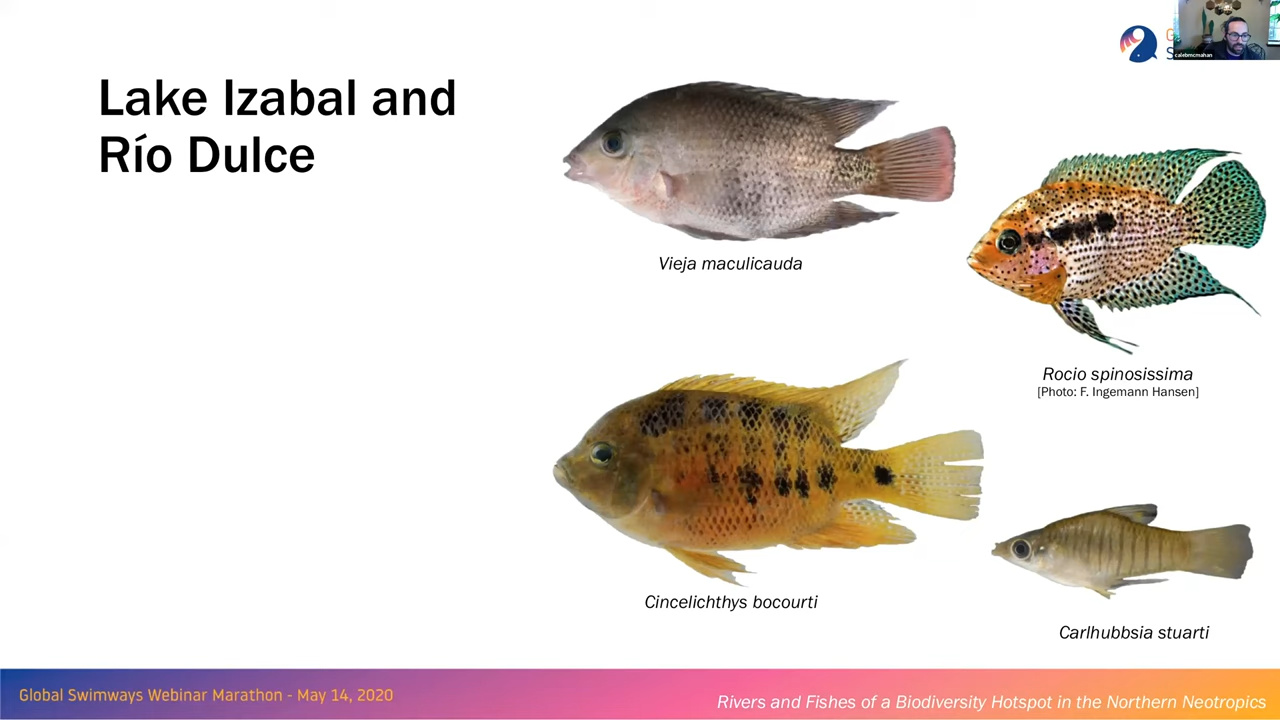 Lake Izabal and
Río Dulce
calebmcmahan
Vieja maculicauda
Rocio spinosissima
[Photo: F. Ingemann Hansen]
Cincelichthys bocourti
Carlhubbsia stuarti
Global Swimways Webinar Marathon - May 14, 2020
Rivers and Fishes of a Biodiversity Hotspot in the Northern Neotropics